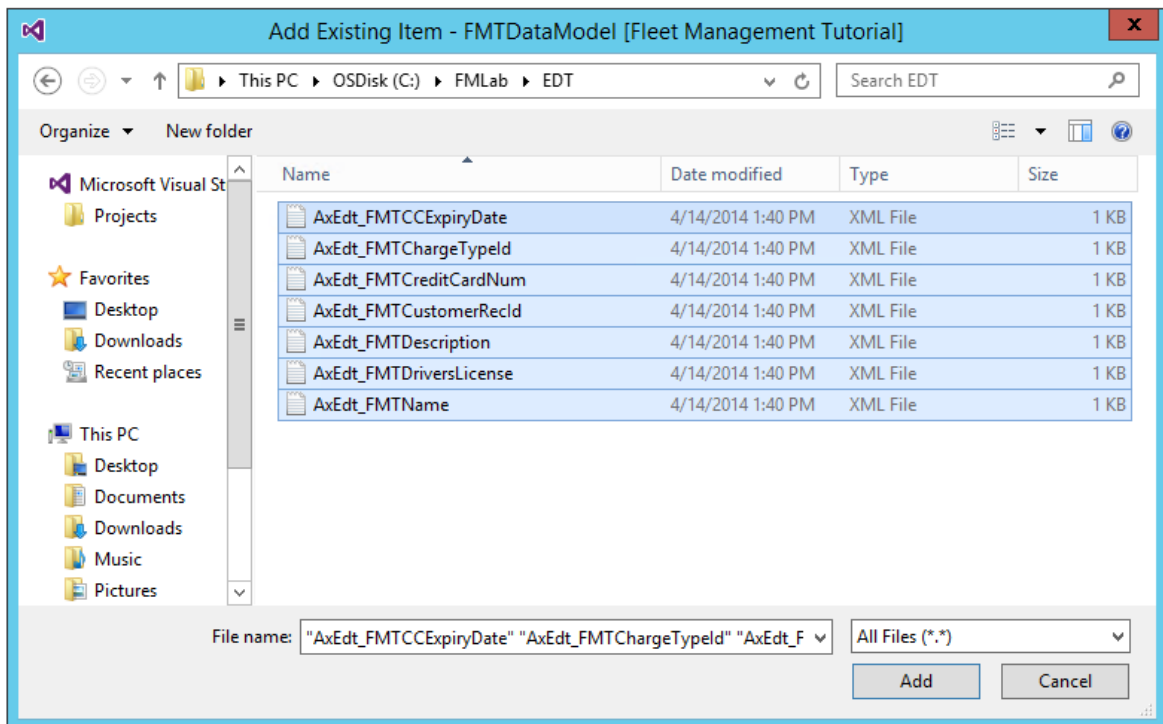 Add Existing Item - FMTDataModel [Fleet Management Tutorial]
x
This PC OSDisk (C:) FMLab EDT
Search EDT
Organize New folder
Name Date modified Type Size
Microsoft Visual St
Projects
Favorites
Desktop
Downloads
Recent places
This PC
Desktop
Documents
Downloads
Music
Pictures
AxEdt_FMTCCExpiryDate 4/14/2014 1:40 PM XML File 1 KB
AxEdt_FMTChargeTypeId 4/14/2014 1:40 PM XML File 1 KB
AxEdt_FMTCreditCardNum 4/14/2014 1:40 PM XML File 1 KB
AxEdt_FMTCustomerRecId 4/14/2014 1:40 PM XML File 1 KB
AxEdt_FMTDescription 4/14/2014 1:40 PM XML File 1 KB
AxEdt_FMTDriversLicense 4/14/2014 1:40 PM XML File 1 KB
AxEdt_FMTName 4/14/2014 1:40 PM XML File 1 KB
File name: "AxEdt_FMTCCExpiryDate" "AxEdt_FMTChargeTypeId" "AxEdt_F
All Files (*.*)
Add Cancel